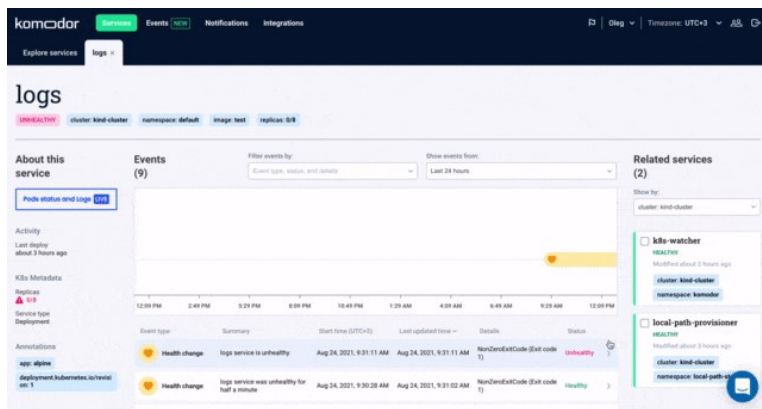 komodor
Services
Events NEW
Notifications
Integrations
Oleg
Timezone: UTC+3
Explore services
logs ×
logs
UNHEALTHY
cluster: kind-cluster
namespace: default
image: test
replicas: 0/8
About this
service
Pods status and Logs LIVE
Activity
Last deploy
about 3 hours ago
K8s Metadata
Replicas
0/8
Service type
Deployment
Annotations
app: alpine
deployment.kubernetes.io/revisi
on: 1
Events
(9)
Filter events by:
Event type, status, and details
Show events from:
Last 24 hours
12:09 PM
2:49 PM
5:29 PM
8:09 PM
10:49 PM
1:29 AM
4:09 AM
6:49 AM
9:29 AM
12:09 PM
Event type
Summary
Start time (UTC+3)
Last updated time
Details
Status
Health change
logs service is unhealthy
Aug 24, 2021, 9:31:11 AM
Aug 24, 2021, 9:31:11 AM
NonZeroExitCode (Exit code
1)
Unhealthy
Health change
logs service was unhealthy for
half a minute
Aug 24, 2021, 9:30:28 AM
Aug 24, 2021, 9:31:02 AM
NonZeroExitCode (Exit code
1)
Healthy
Related services
(2)
Show by:
cluster: kind-cluster
k8s-watcher
HEALTHY
Modified about 3 hours ago
cluster: kind-cluster
namespace: komodor
local-path-provisioner
HEALTHY
Modified about 3 hours ago
cluster: kind-cluster
namespace: local-path-st